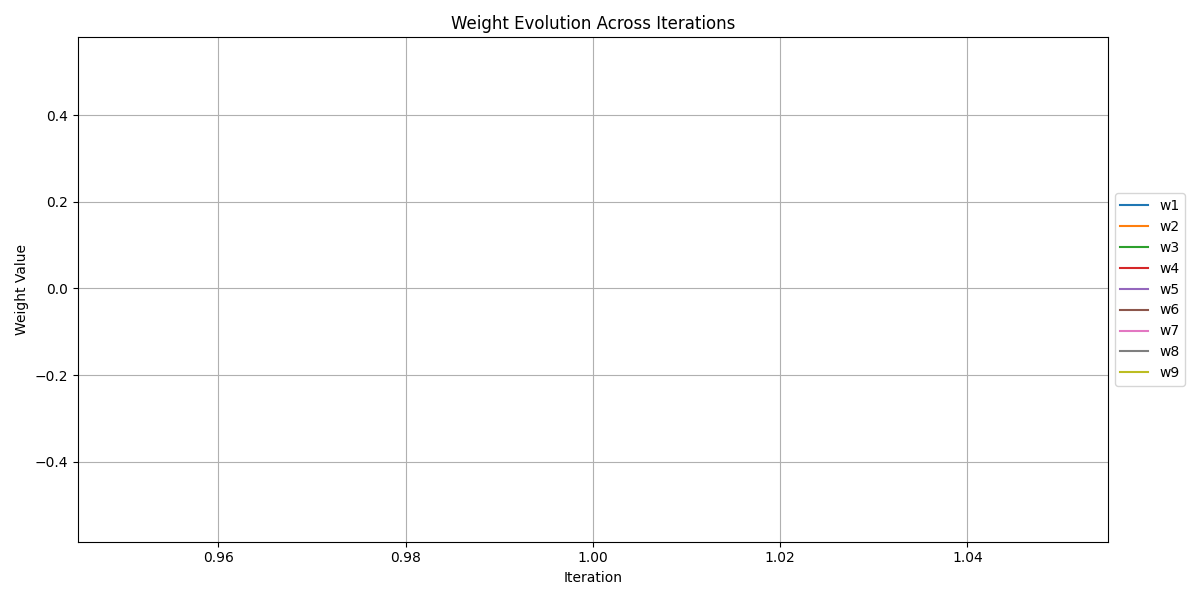 Weight Evolution Across Iterations
0.4
0.2
0.0
−0.2
−0.4
Weight Value
0.96 0.98 1.00 1.02 1.04
Iteration
w1
w2
w3
w4
w5
w6
w7
w8
w9